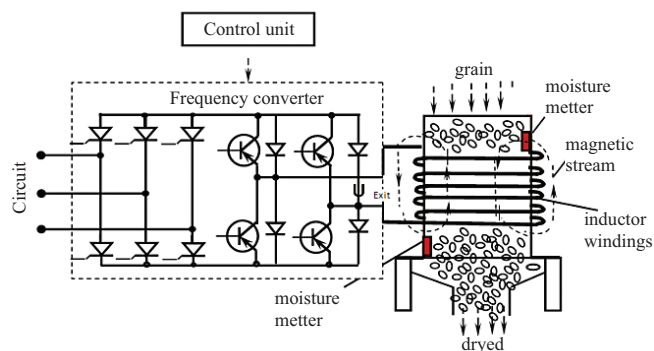 Control unit
Frequency converter
Circuit
Exit
grain
moisture
metter
magnetic
stream
inductor
windings
moisture
metter
dryed